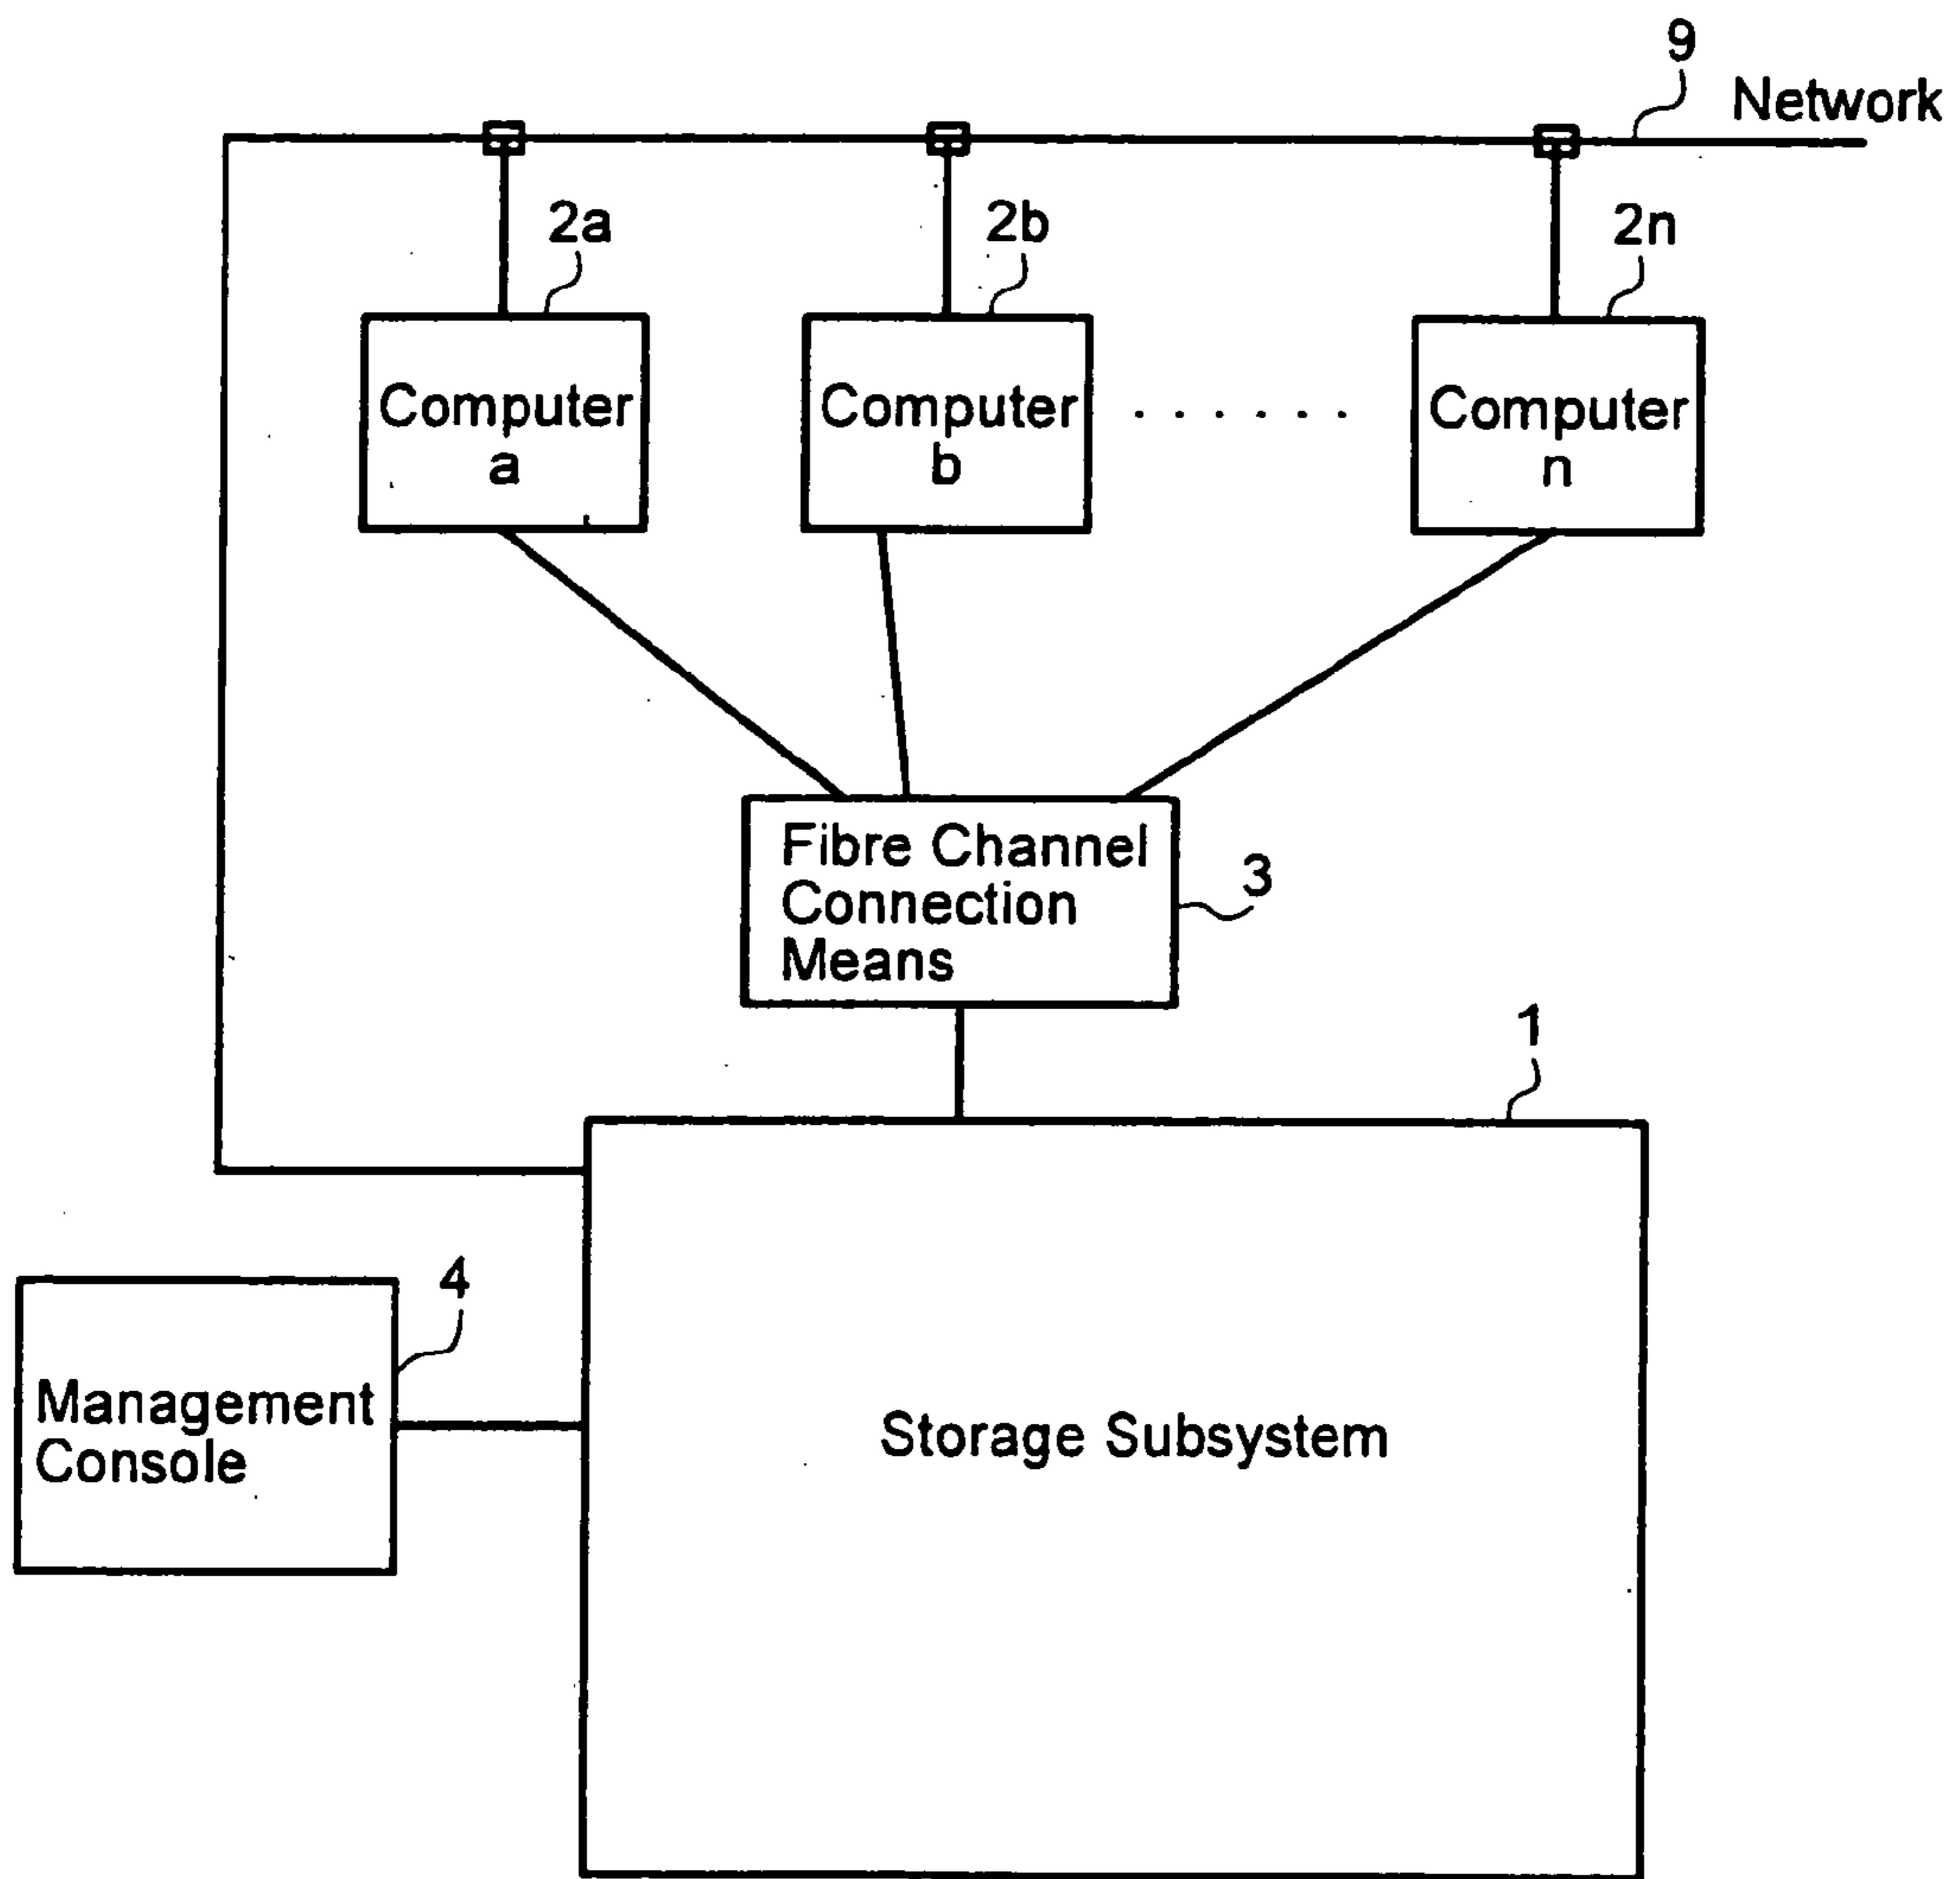 9
Network
2a
2b
2n
Computer
a
Computer
b
. . . . . .
Computer
n
Fibre Channel
Connection
Means
3
1
4
Management
Console
Storage Subsystem